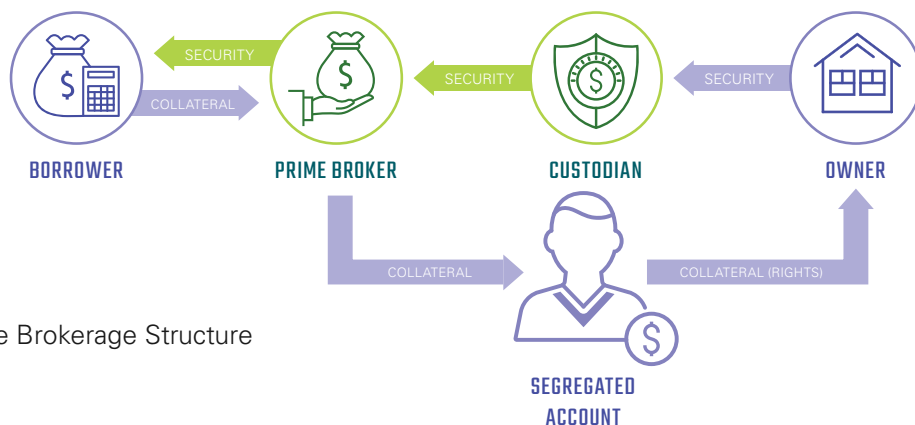 SECURITY
SECURITY
SECURITY
COLLATERAL
BORROWER
PRIME BROKER
CUSTODIAN
OWNER
COLLATERAL
COLLATERAL (RIGHTS)
e Brokerage Structure
SEGREGATED
ACCOUNT